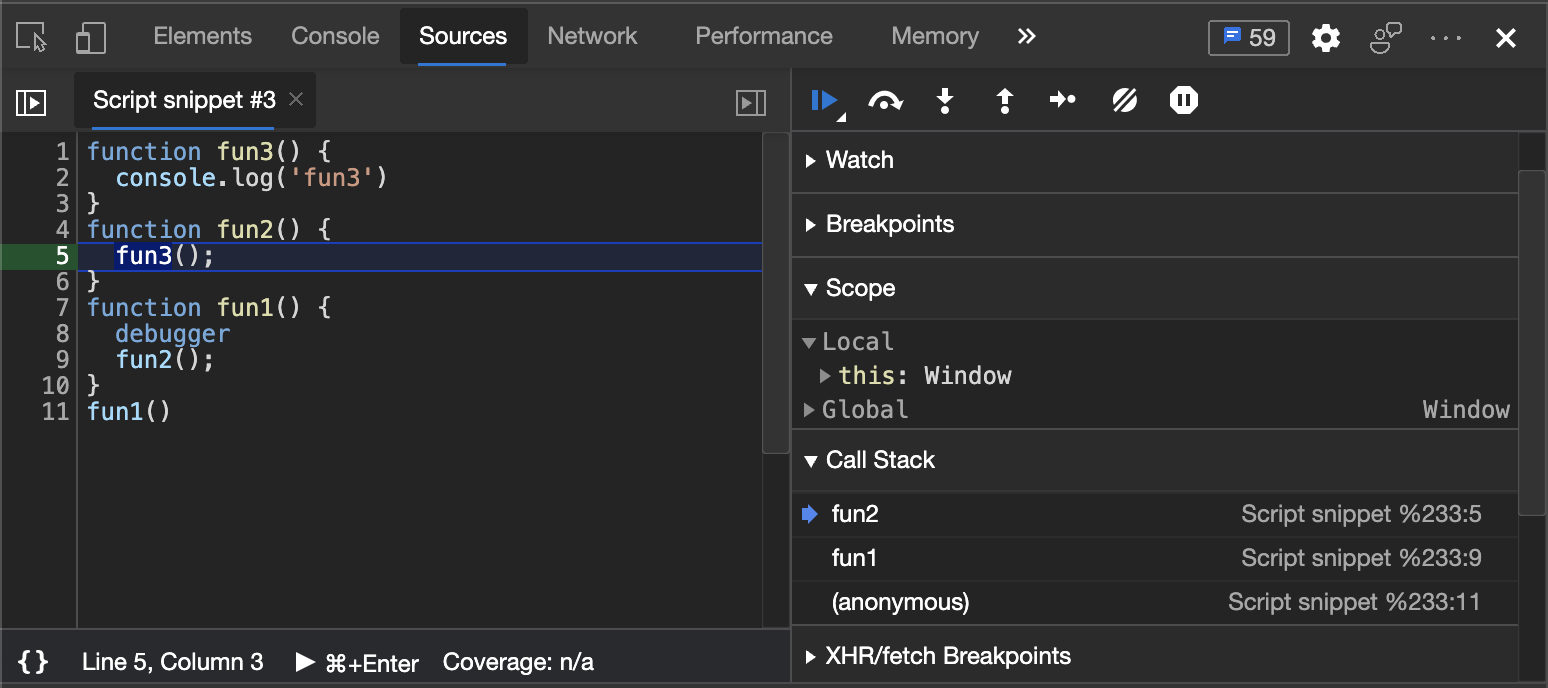 Elements Console Sources Network Performance Memory 59
Script snippet #3
1 function fun3() {
2 console.log('fun3')
3 }
4 function fun2() {
5 fun3();
6 }
7 function fun1() {
8 debugger
9 fun2();
10 }
11 fun1()
{} Line 5, Column 3 ⌘+Enter Coverage: n/a
Watch
Breakpoints
Scope
Local
this: Window
Global Window
Call Stack
fun2 Script snippet %233:5
fun1 Script snippet %233:9
(anonymous) Script snippet %233:11
XHR/fetch Breakpoints